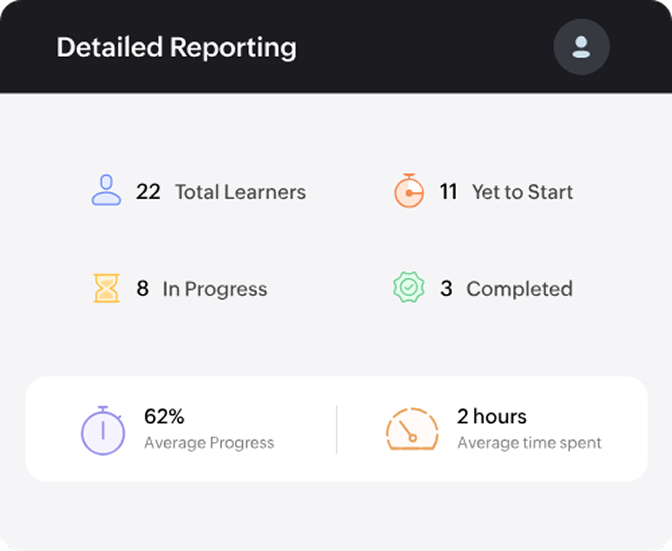 Detailed Reporting
22 Total Learners
11 Yet to Start
8 In Progress
3 Completed
62%
Average Progress
2 hours
Average time spent